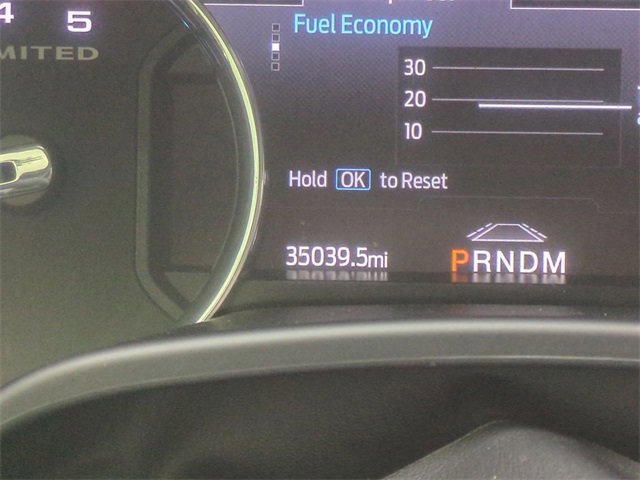 4 5
MITED
Fuel Economy
30
20
10
Hold OK to Reset
35039.5mi
PRNDM